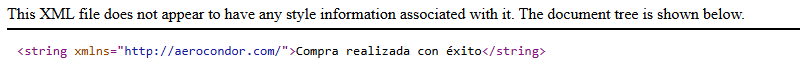 This XML file does not appear to have any style information associated with it. The document tree is shown below.
<string xmlns="http://aerocondor.com/">Compra realizada con éxito</string>